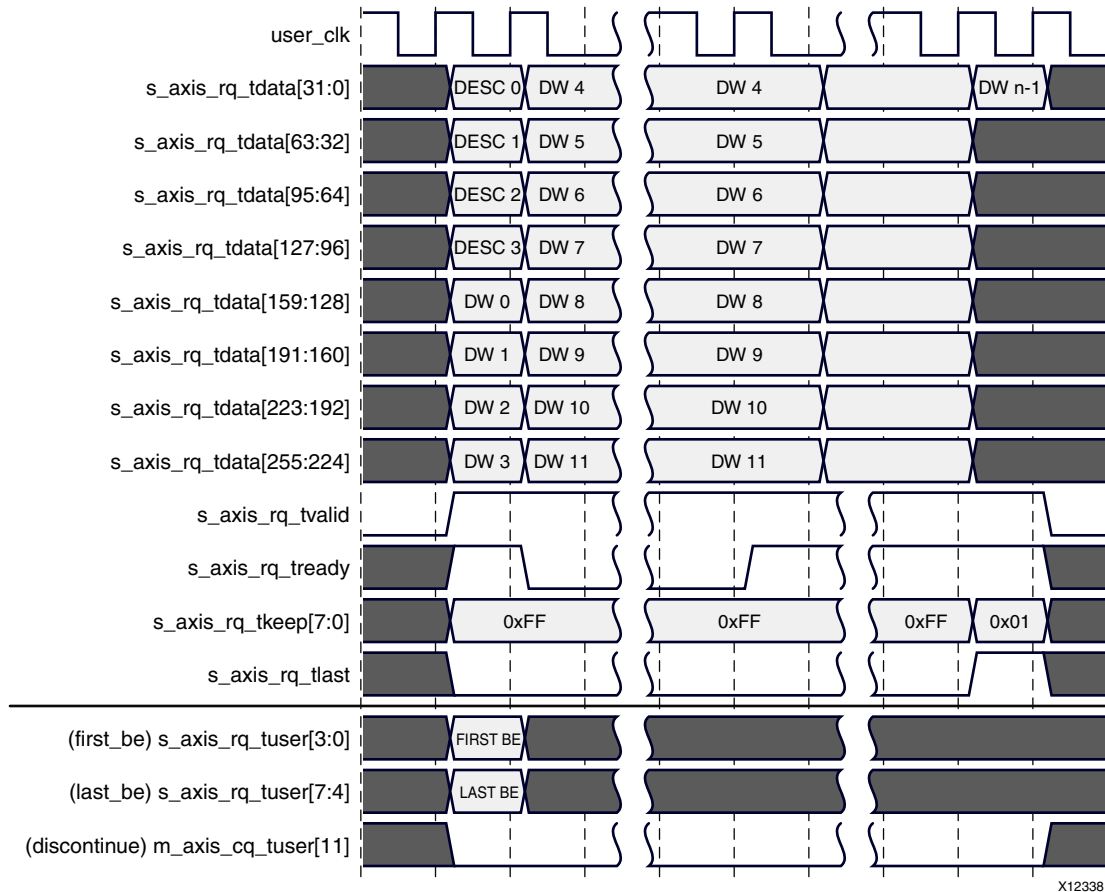 user_clk
s_axis_rq_tdata[31:0] DESC 0 DW 4 DW 4 DW n-1
s_axis_rq_tdata[63:32] DESC 1 DW 5 DW 5
s_axis_rq_tdata[95:64] DESC 2 DW 6 DW 6
s_axis_rq_tdata[127:96] DESC 3 DW 7 DW 7
s_axis_rq_tdata[159:128] DW 0 DW 8 DW 8
s_axis_rq_tdata[191:160] DW 1 DW 9 DW 9
s_axis_rq_tdata[223:192] DW 2 DW 10 DW 10
s_axis_rq_tdata[255:224] DW 3 DW 11 DW 11
s_axis_rq_tvalid
s_axis_rq_tready
s_axis_rq_tkeep[7:0] 0xFF 0xFF 0xFF 0x01
s_axis_rq_tlast
(first_be) s_axis_rq_tuser[3:0] FIRST BE
(last_be) s_axis_rq_tuser[7:4] LAST BE
(discontinue) m_axis_cq_tuser[11]
X12338